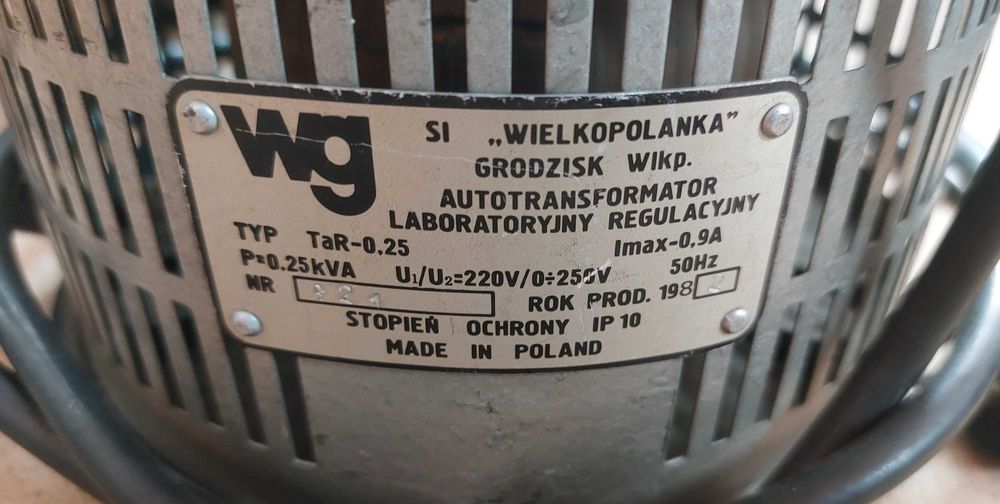 wg
SI „WIELKOPOLANKA”
GRODZISK Wlkp.
AUTOTRANSFORMATOR
LABORATORYJNY REGULACYJNY
TYP TaR-0,25 Imax-0,9A
P=0.25kVA U₁/U₂=220V/0÷250V 50Hz
NR ROK PROD. 198
STOPIEŃ OCHRONY IP 10
MADE IN POLAND